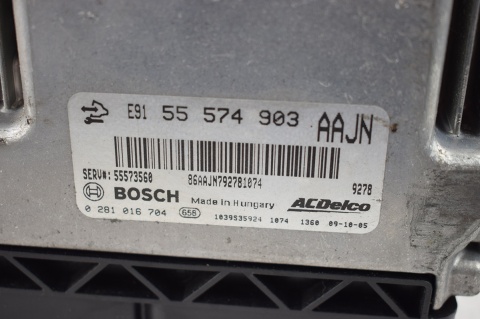 E91 55 574 903 AAJN
SERV#: 55573560 86AAJM792781074 9278
BOSCH Made in Hungary ACDelco
0 281 016 704 658 1039S35924 1074 1360 09-10-05